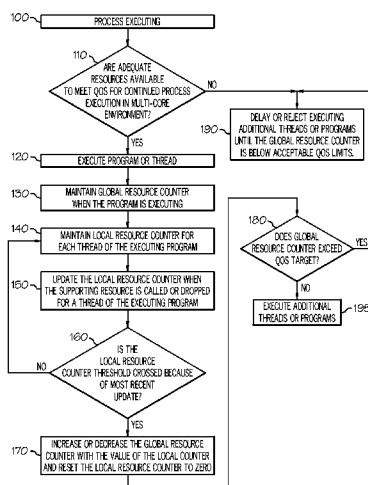 100
PROCESS EXECUTING
110
ARE ADEQUATE
RESOURCES AVAILABLE
TO MEET QOS FOR CONTINUED PROCESS
EXECUTION IN MULTI-CORE
ENVIRONMENT?
NO
YES
190
DELAY OR REJECT EXECUTING
ADDITIONAL THREADS OR PROGRAMS
UNTIL THE GLOBAL RESOURCE COUNTER
IS BELOW ACCEPTABLE QOS LIMITS.
120
EXECUTE PROGRAM OR THREAD
130
MAINTAIN GLOBAL RESOURCE COUNTER
WHEN THE PROGRAM IS EXECUTING
140
MAINTAIN LOCAL RESOURCE COUNTER FOR
EACH THREAD OF THE EXECUTING PROGRAM
150
UPDATE THE LOCAL RESOURCE COUNTER WHEN
THE SUPPORTING RESOURCE IS CALLED OR DROPPED
FOR A THREAD OF THE EXECUTING PROGRAM
160
IS THE
LOCAL RESOURCE
COUNTER THRESHOLD CROSSED BECAUSE
OF MOST RECENT
UPDATE?
NO
YES
170
INCREASE OR DECREASE THE GLOBAL RESOURCE
COUNTER WITH THE VALUE OF THE LOCAL COUNTER
AND RESET THE LOCAL RESOURCE COUNTER TO ZERO
180
DOES GLOBAL
RESOURCE COUNTER EXCEED
QOS TARGET?
YES
NO
EXECUTE ADDITIONAL
THREADS OR PROGRAMS
195